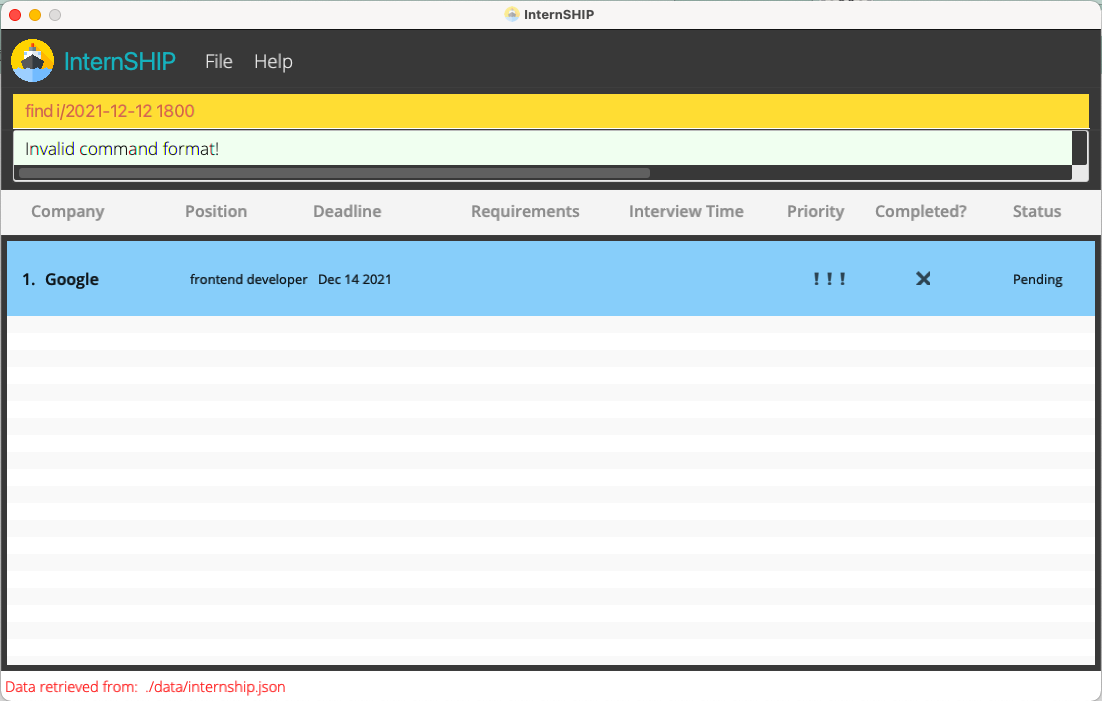 InternSHIP
InternSHIP File Help
find i/2021-12-12 1800
Invalid command format!
Company Position Deadline Requirements Interview Time Priority Completed? Status
1. Google frontend developer Dec 14 2021 ! ! ! ✕ Pending
Data retrieved from: ./data/internship.json